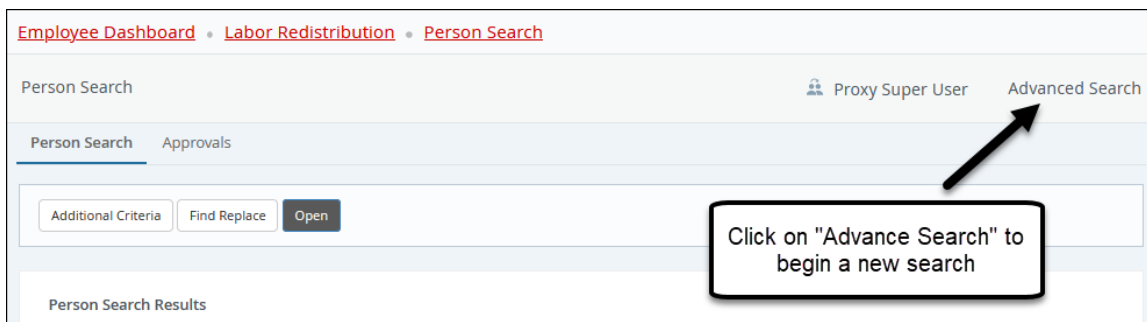 Employee Dashboard • Labor Redistribution • Person Search
Person Search Proxy Super User Advanced Search
Person Search Approvals
Additional Criteria Find Replace Open
Click on "Advance Search" to
begin a new search
Person Search Results